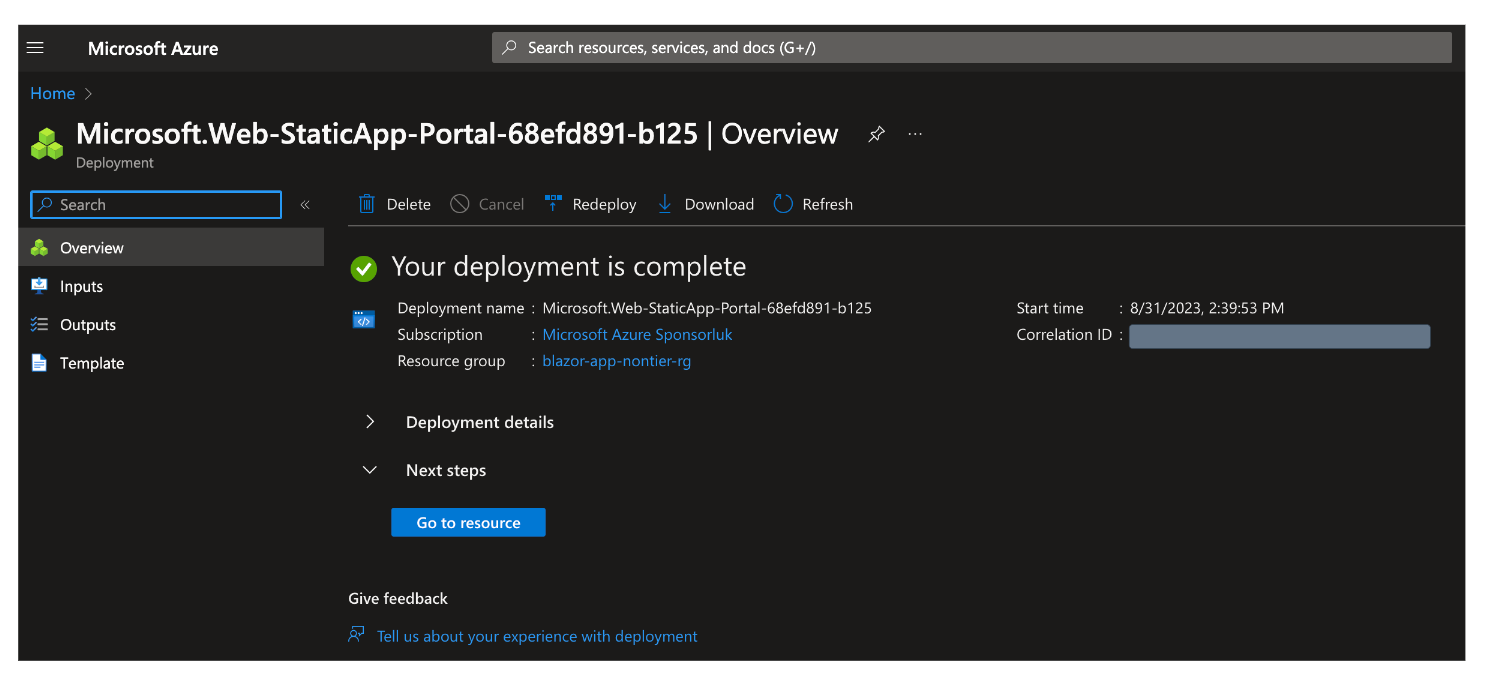 Microsoft Azure
Search resources, services, and docs (G+/)
Home
Microsoft.Web-StaticApp-Portal-68efd891-b125 | Overview
Deployment
Search
Delete
Cancel
Redeploy
Download
Refresh
Overview
Inputs
Outputs
Template
Your deployment is complete
Deployment name : Microsoft.Web-StaticApp-Portal-68efd891-b125
Subscription : Microsoft Azure Sponsorluk
Resource group : blazor-app-nontier-rg
Start time : 8/31/2023, 2:39:53 PM
Correlation ID :
Deployment details
Next steps
Go to resource
Give feedback
Tell us about your experience with deployment